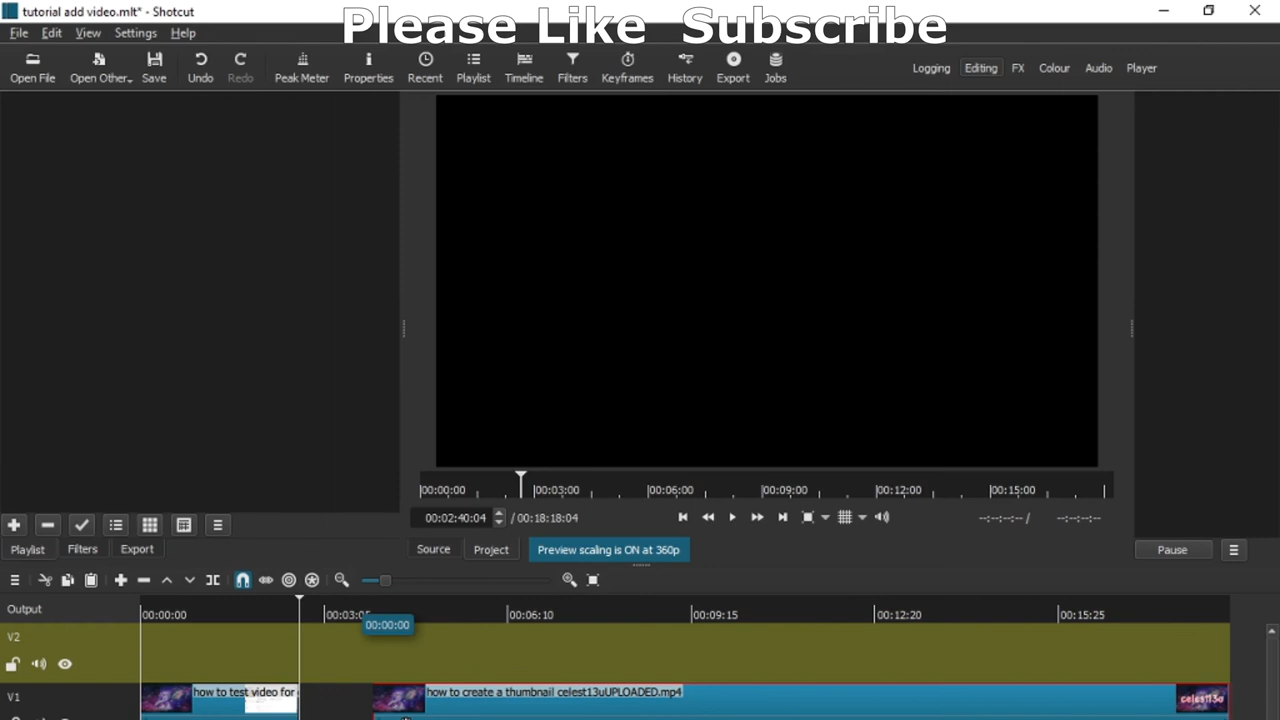 tutorial add video.mlt* - Shotcut
Please Like Subscribe
File Edit View Settings Help
Open File Open Other.. Save Undo Redo Peak Meter Properties Recent Playlist Timeline Filters Keyframes History Export Jobs
Logging Editing FX Colour Audio Player
00:00:00 00:03:00 00:06:00 00:09:00 00:12:00 00:15:00
00:02:40:04 / 00:18:18:04 --:--:--:-- / --:--:--:--
Playlist Filters Export
Source Project Preview scaling is ON at 360p
Pause
Output
00:00:00 00:03:05 00:06:10 00:09:15 00:12:20 00:15:25
00:00:00
V2
V1
how to test video for
how to create a thumbnail celest13uUPLOADED.mp4